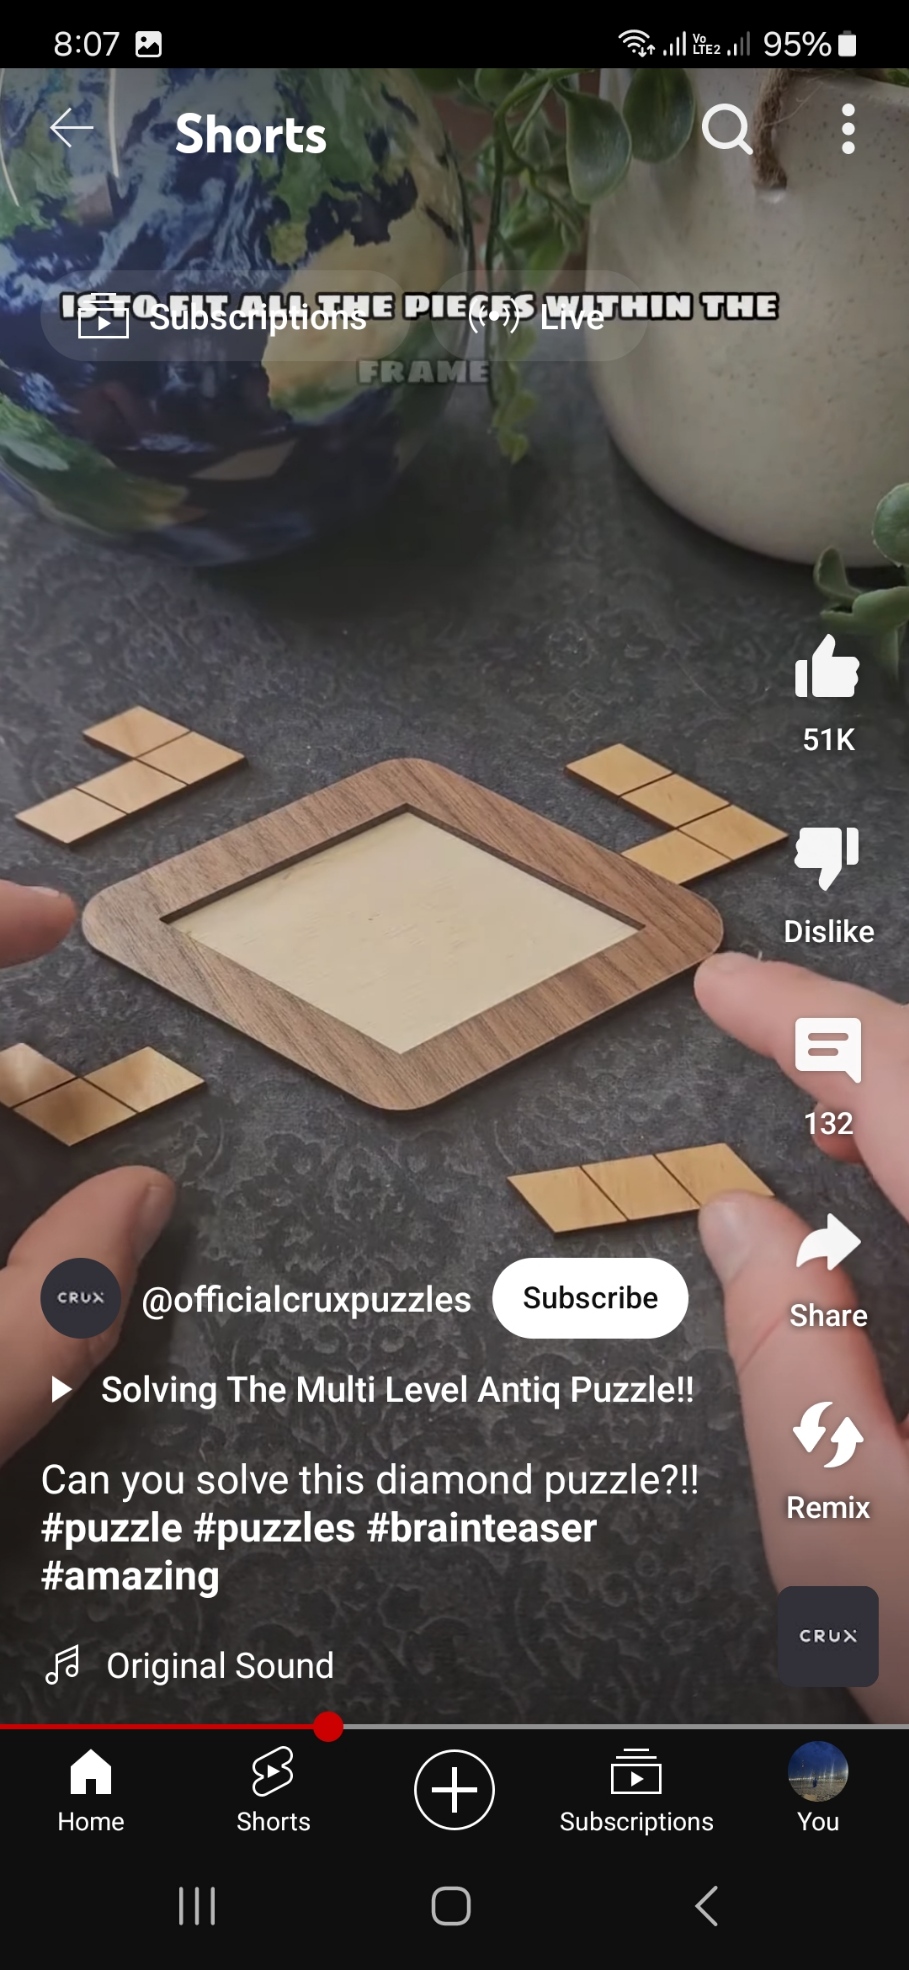 8:07
Vo
LTE2
95%
Shorts
IS TO FIT ALL THE PIECES WITHIN THE
Subscriptions
Live
FRAME
51K
Dislike
132
CRUX
@officialcruxpuzzles
Subscribe
Share
Solving The Multi Level Antiq Puzzle!!
Can you solve this diamond puzzle?!!
#puzzle #puzzles #brainteaser
#amazing
Remix
CRUX
Original Sound
Home
Shorts
Subscriptions
You